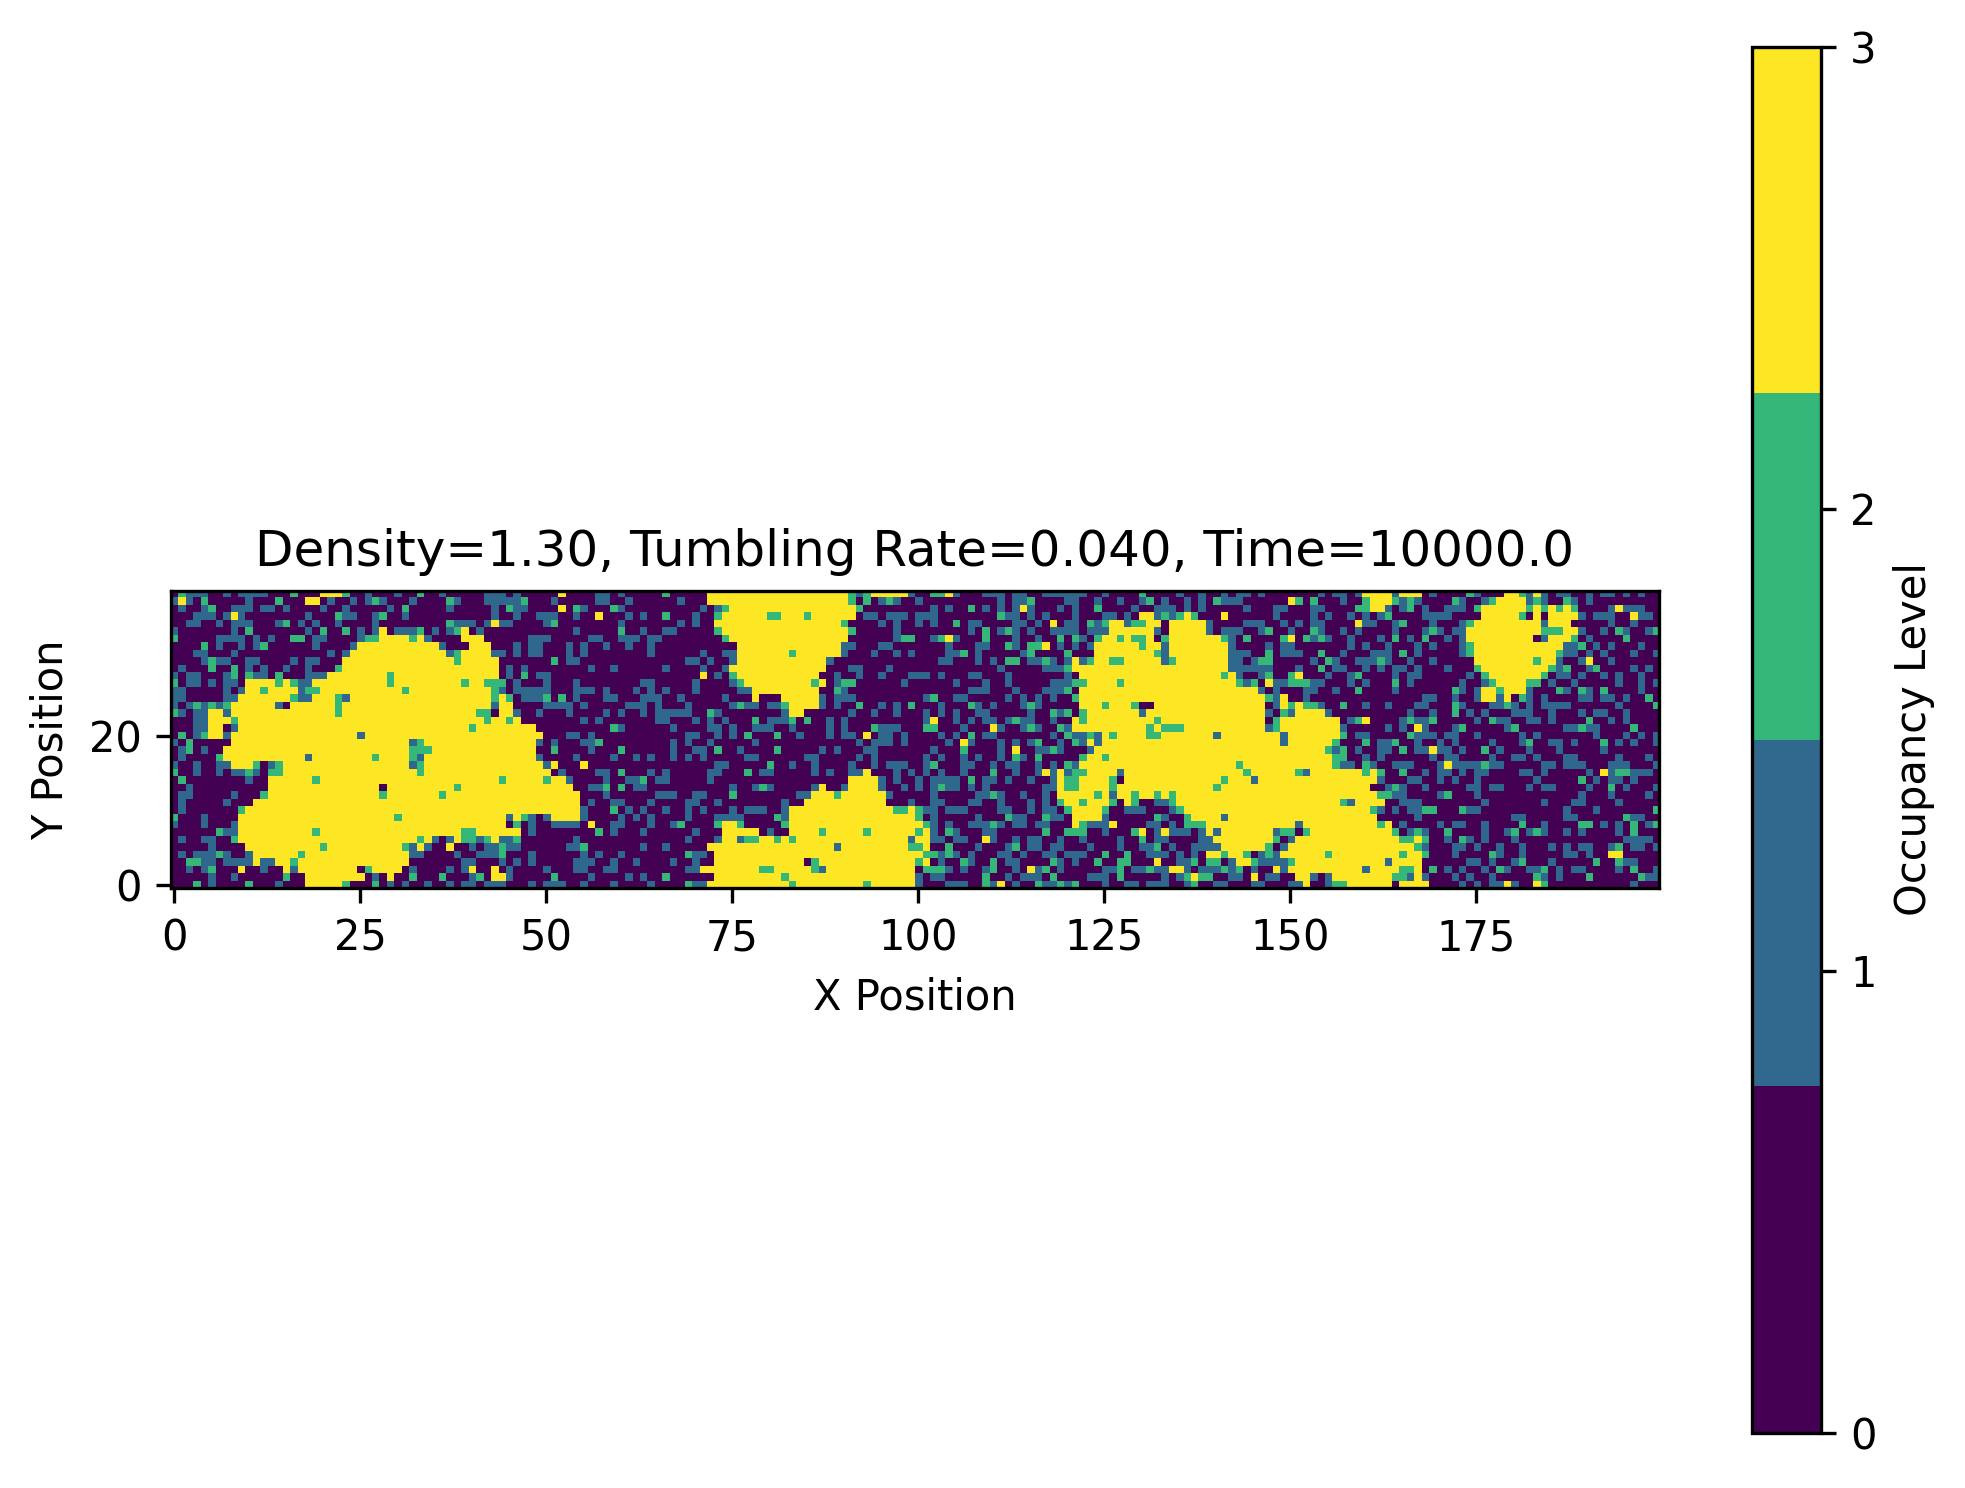 Density=1.30, Tumbling Rate=0.040, Time=10000.0
Y Position
20
0
0 25 50 75 100 125 150 175
X Position
3
2
1
0
Occupancy Level